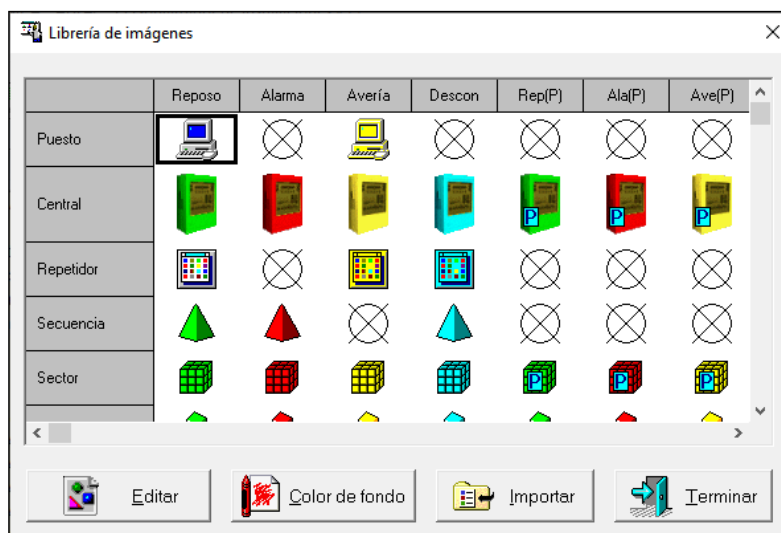 Librería de imágenes
Reposo Alarma Avería Descon Rep(P) Ala(P) Ave(P)
Puesto
Central
P P P
Repetidor
Secuencia
Sector
P P P
Editar Color de fondo Importar Terminar